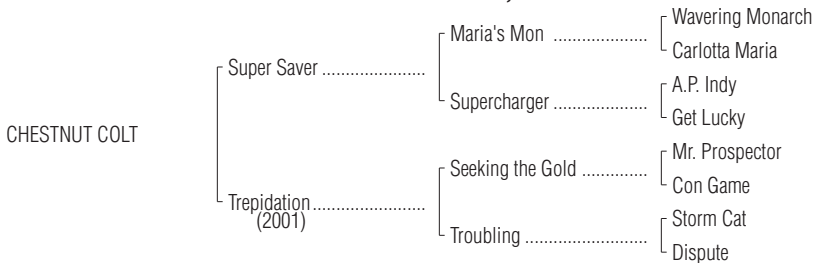 Wavering Monarch
Maria's Mon ....................
Carlotta Maria
Super Saver ......................
A.P. Indy
Supercharger ....................
Get Lucky
CHESTNUT COLT
Mr. Prospector
Seeking the Gold ..............
Con Game
Trepidation ........................
(2001)
Storm Cat
Troubling ..........................
Dispute